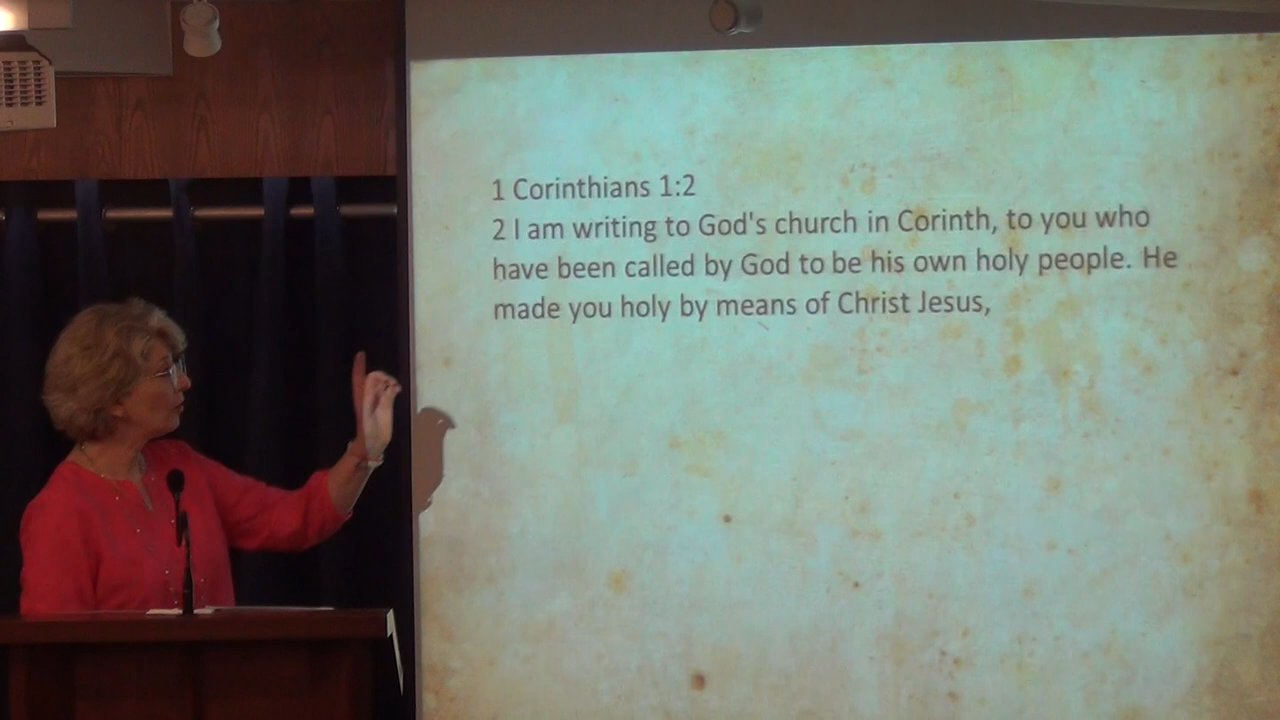 1 Corinthians 1:2
2 I am writing to God's church in Corinth, to you who
have been called by God to be his own holy people. He
made you holy by means of Christ Jesus,